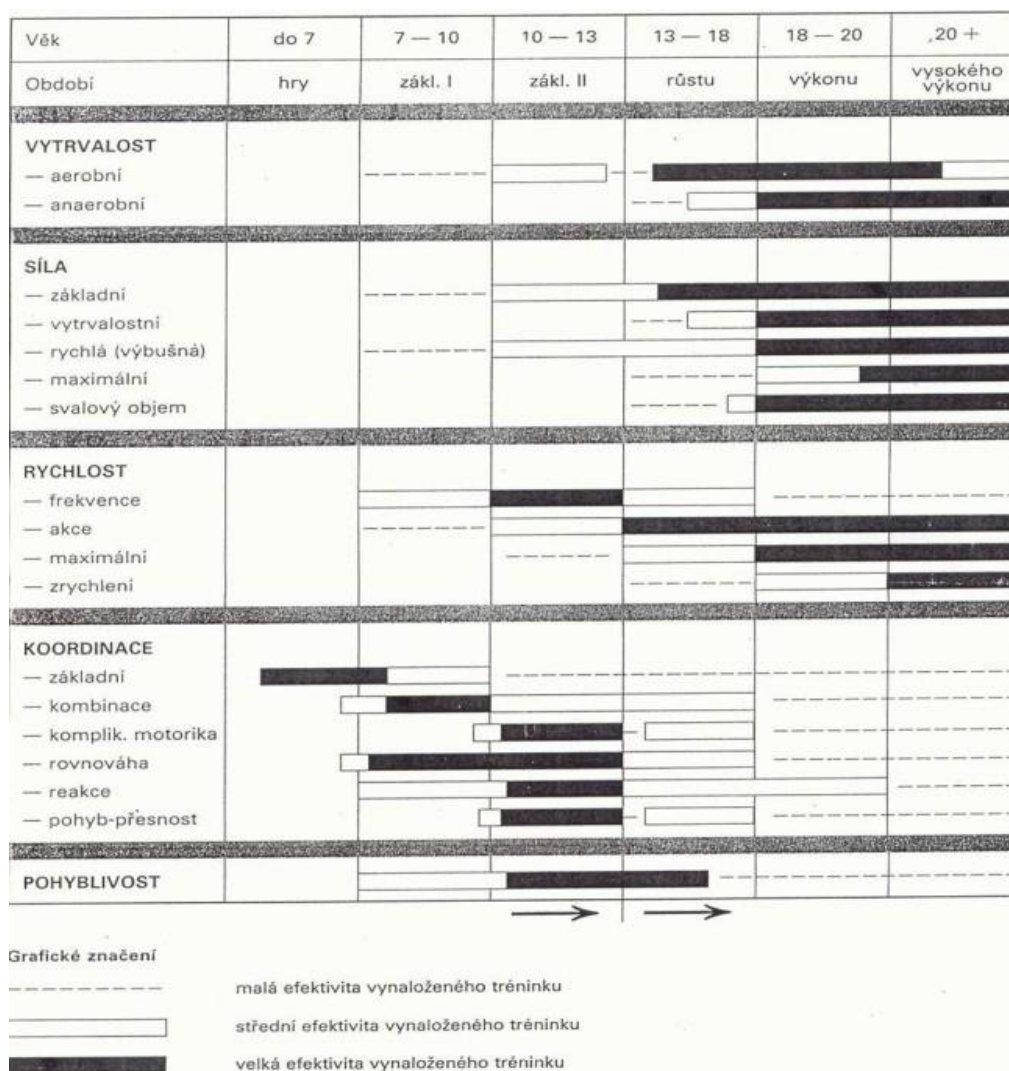 Věk do 7 7 — 10 10 — 13 13 — 18 18 — 20 ,20 +
Období hry zákl. I zákl. II růstu výkonu vysokého výkonu
VYTRVALOST
— aerobní
— anaerobní
SÍLA
— základní
— vytrvalostní
— rychlá (výbušná)
— maximální
— svalový objem
RYCHLOST
— frekvence
— akce
— maximální
— zrychlení
KOORDINACE
— základní
— kombinace
— komplik. motorika
— rovnováha
— reakce
— pohyb-přesnost
POHYBLIVOST
Grafické značení
malá efektivita vynaloženého tréninku
střední efektivita vynaloženého tréninku
velká efektivita vynaloženého tréninku